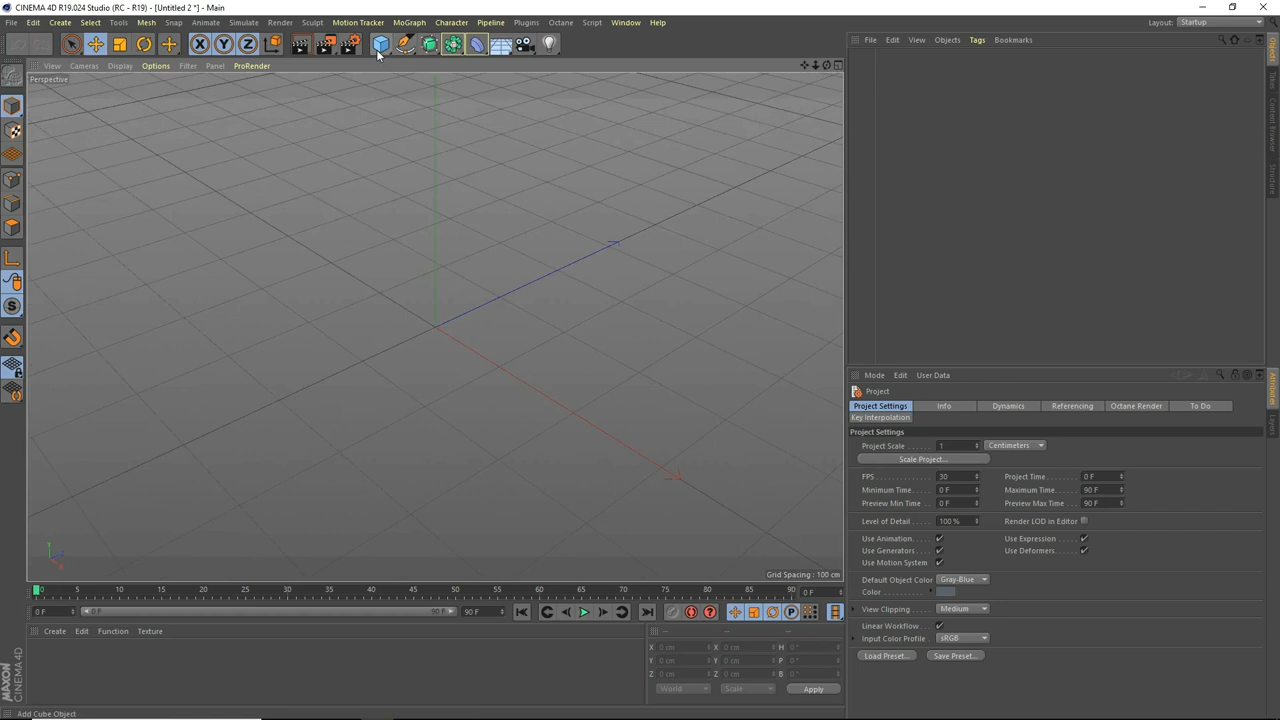 CINEMA 4D R19.024 Studio (RC - R19) - [Untitled 2 *] - Main
File Edit Create Select Tools Mesh Snap Animate Simulate Render Sculpt Motion Tracker MoGraph Character Pipeline Plugins Octane Script Window Help Layout: Startup
X Y Z
File Edit View Objects Tags Bookmarks
View Cameras Display Options Filter Panel ProRender
Perspective
Objects
Takes
Content Browser
Structure
S
Y
Z
X
Grid Spacing : 100 cm
Mode Edit User Data
Project
Project Settings Info Dynamics Referencing Octane Render To Do
Key Interpolation
Project Settings
Project Scale 1 Centimeters
Scale Project...
FPS 30 Project Time 0 F
Minimum Time 0 F Maximum Time 90 F
Preview Min Time 0 F Preview Max Time 90 F
Level of Detail 100 % Render LOD in Editor
Use Animation Use Expression
Use Generators Use Deformers
Use Motion System
Default Object Color Gray-Blue
Color
View Clipping Medium
Linear Workflow
Input Color Profile sRGB
Load Preset... Save Preset...
Attributes
Layers
0 5 10 15 20 25 30 35 40 45 50 55 60 65 70 75 80 85 90 0 F
0 F 0 F 90 F 90 F
P
Create Edit Function Texture
-- -- --
X 0 cm X 0 cm H 0 °
Y 0 cm Y 0 cm P 0 °
Z 0 cm Z 0 cm B 0 °
World Scale Apply
MAXON
CINEMA 4D
Add Cube Object